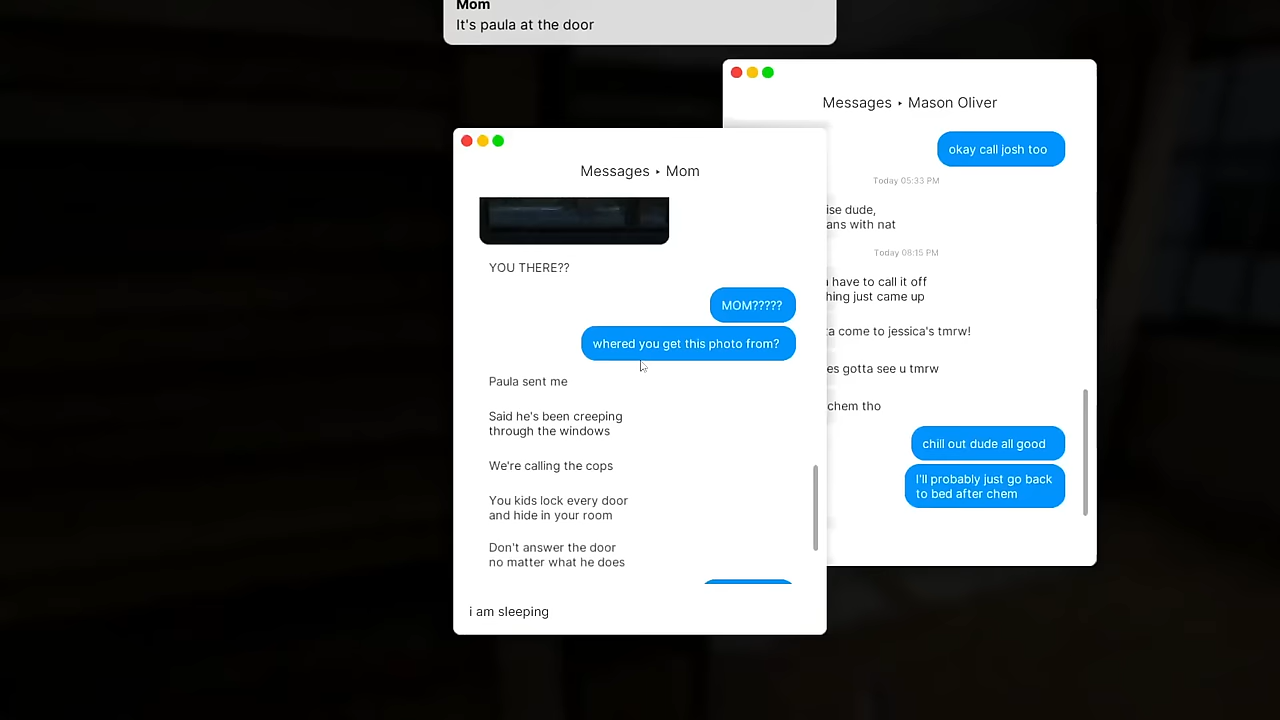 Mom
It's paula at the door
Messages ‣ Mason Oliver
okay call josh too
Today 05:33 PM
ise dude,
ans with nat
Today 08:15 PM
have to call it off
hing just came up
a come to jessica's tmrw!
es gotta see u tmrw
chem tho
chill out dude all good
I'll probably just go back
to bed after chem
Messages ‣ Mom
YOU THERE??
MOM?????
whered you get this photo from?
Paula sent me
Said he's been creeping
through the windows
We're calling the cops
You kids lock every door
and hide in your room
Don't answer the door
no matter what he does
i am sleeping